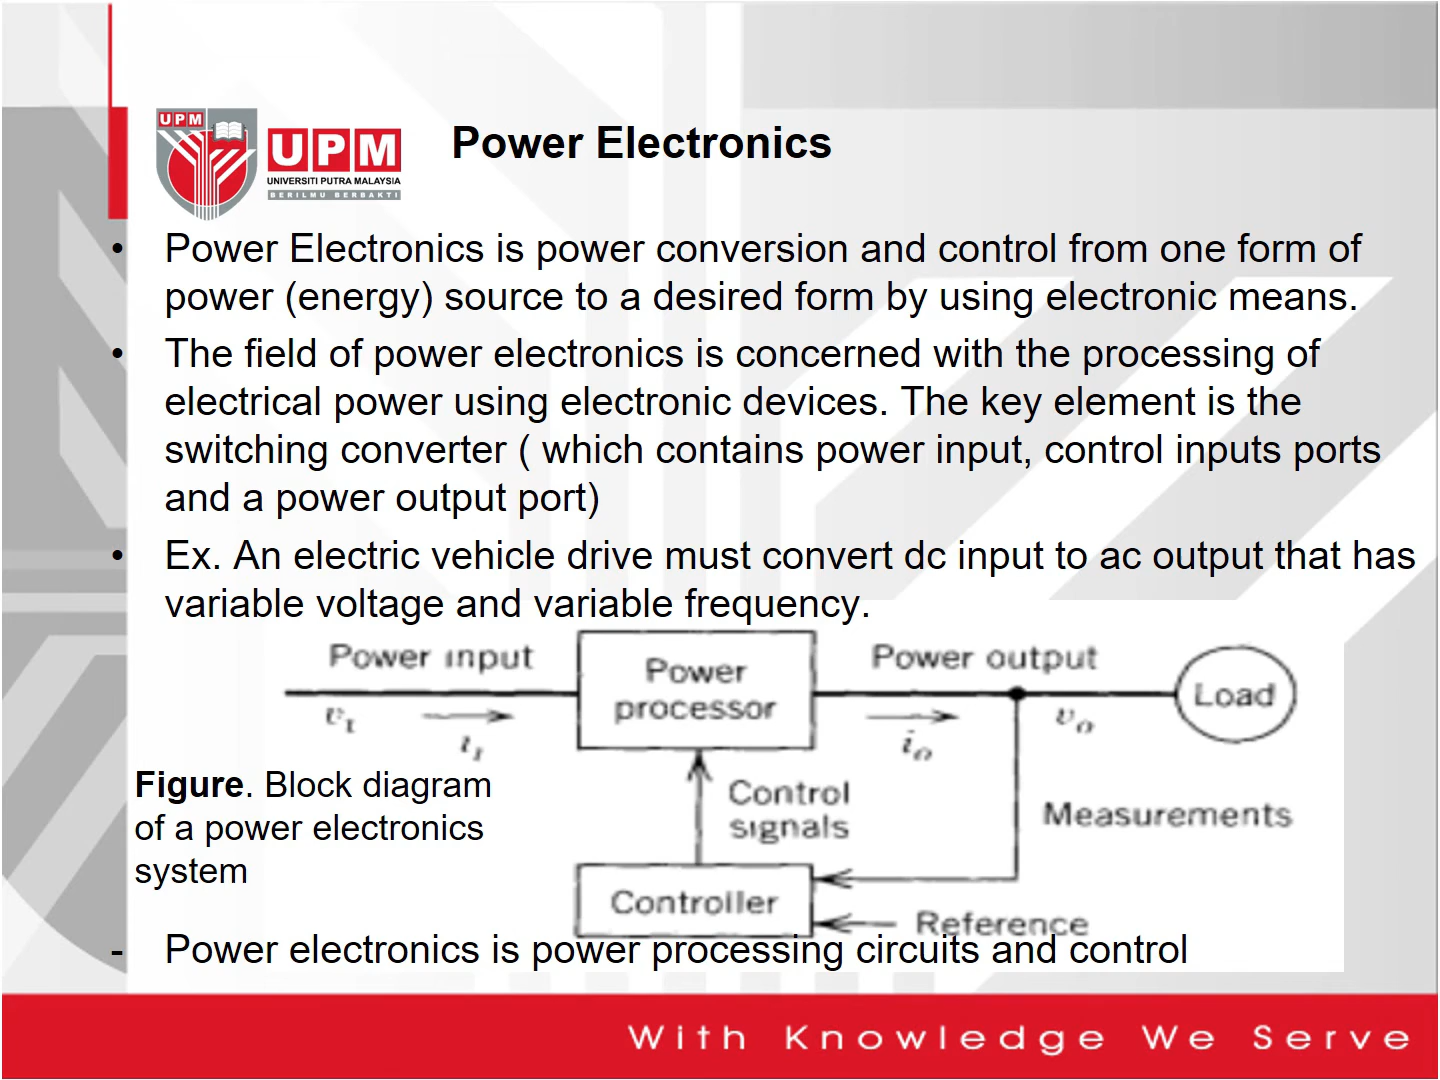 UPM
UPM
UNIVERSITI PUTRA MALAYSIA
BERILMU BERBAKTI
Power Electronics
• Power Electronics is power conversion and control from one form of
power (energy) source to a desired form by using electronic means.
• The field of power electronics is concerned with the processing of
electrical power using electronic devices. The key element is the
switching converter ( which contains power input, control inputs ports
and a power output port)
• Ex. An electric vehicle drive must convert dc input to ac output that has
variable voltage and variable frequency.
Power input
Power
processor
Power output
Load
v_I
i_I
i_o
v_o
Control
signals
Measurements
Figure. Block diagram
of a power electronics
system
Controller
Reference
- Power electronics is power processing circuits and control
With Knowledge We Serve